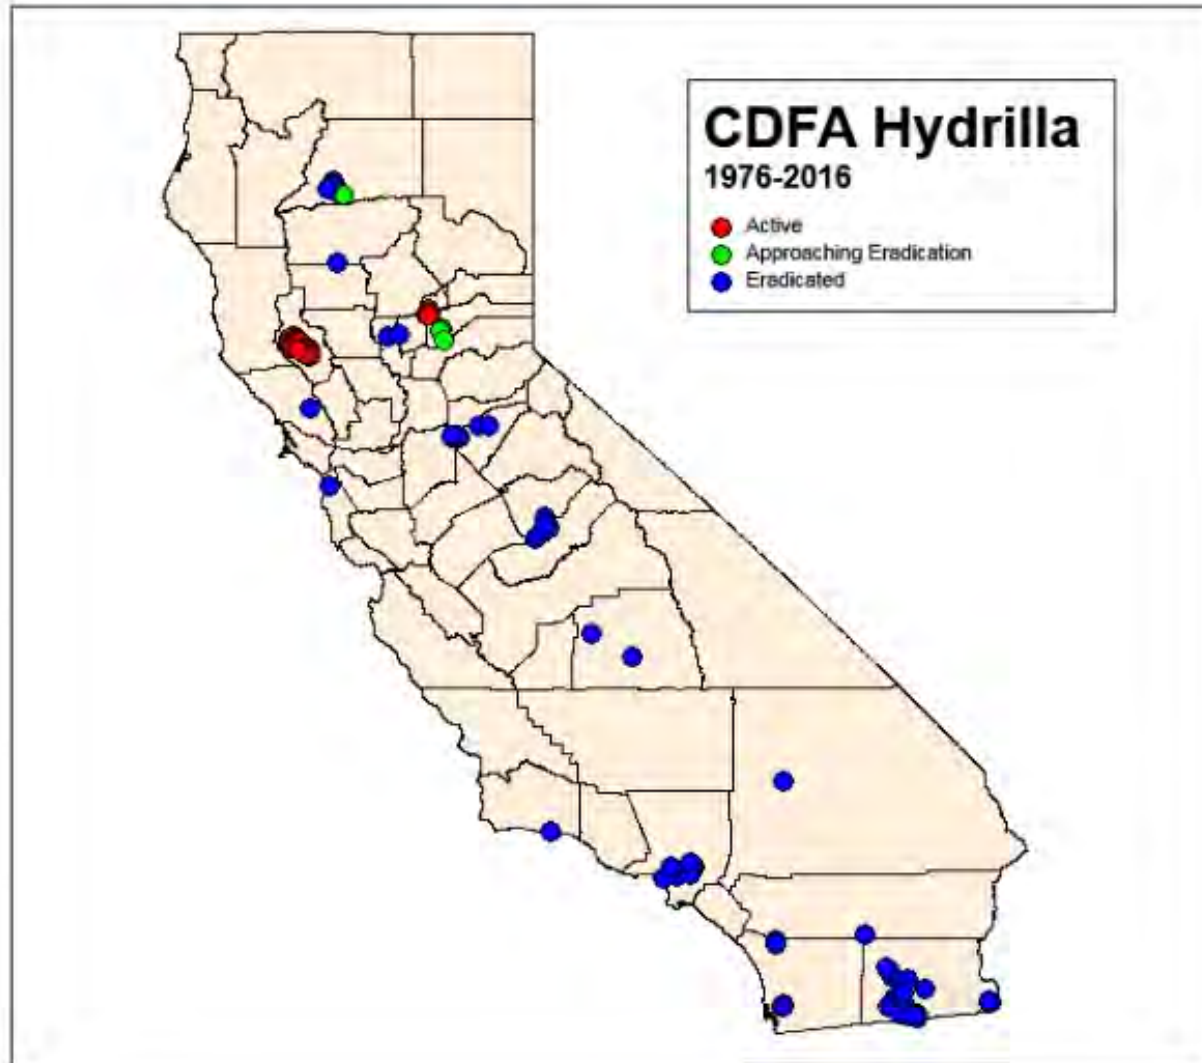 CDFA Hydrilla
1976-2016
Active
Approaching Eradication
Eradicated